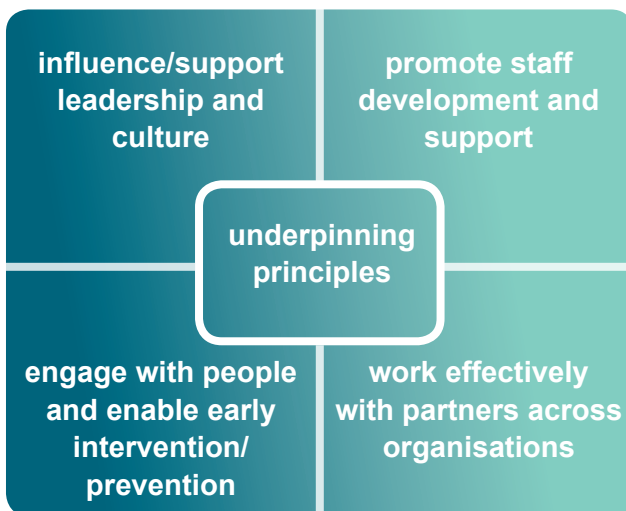 influence/support
leadership and
culture
promote staff
development and
support
underpinning
principles
engage with people
and enable early
intervention/
prevention
work effectively
with partners across
organisations